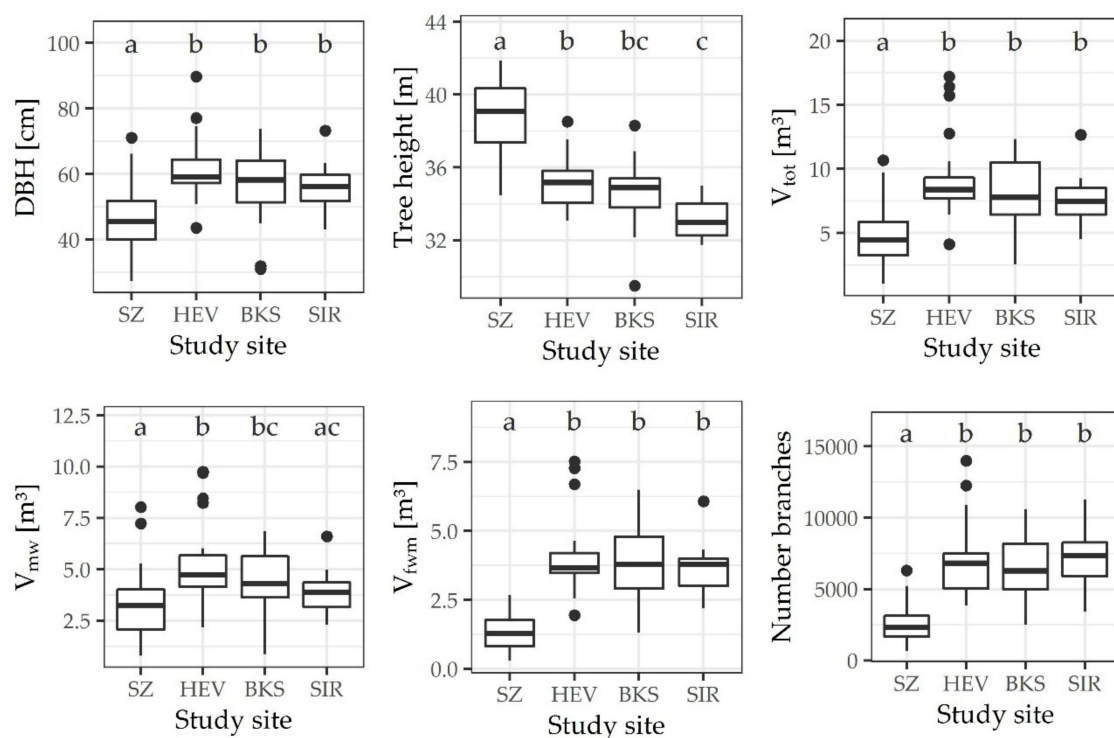 DBH [cm]
100
80
60
40
a b b b
SZ HEV BKS SIR
Study site
Tree height [m]
44
40
36
32
a b bc c
SZ HEV BKS SIR
Study site
V_tot [m³]
20
15
10
5
a b b b
SZ HEV BKS SIR
Study site
V_mw [m³]
12.5
10.0
7.5
5.0
2.5
a b bc ac
SZ HEV BKS SIR
Study site
V_fwm [m³]
7.5
5.0
2.5
0.0
a b b b
SZ HEV BKS SIR
Study site
Number branches
15000
10000
5000
0
a b b b
SZ HEV BKS SIR
Study site